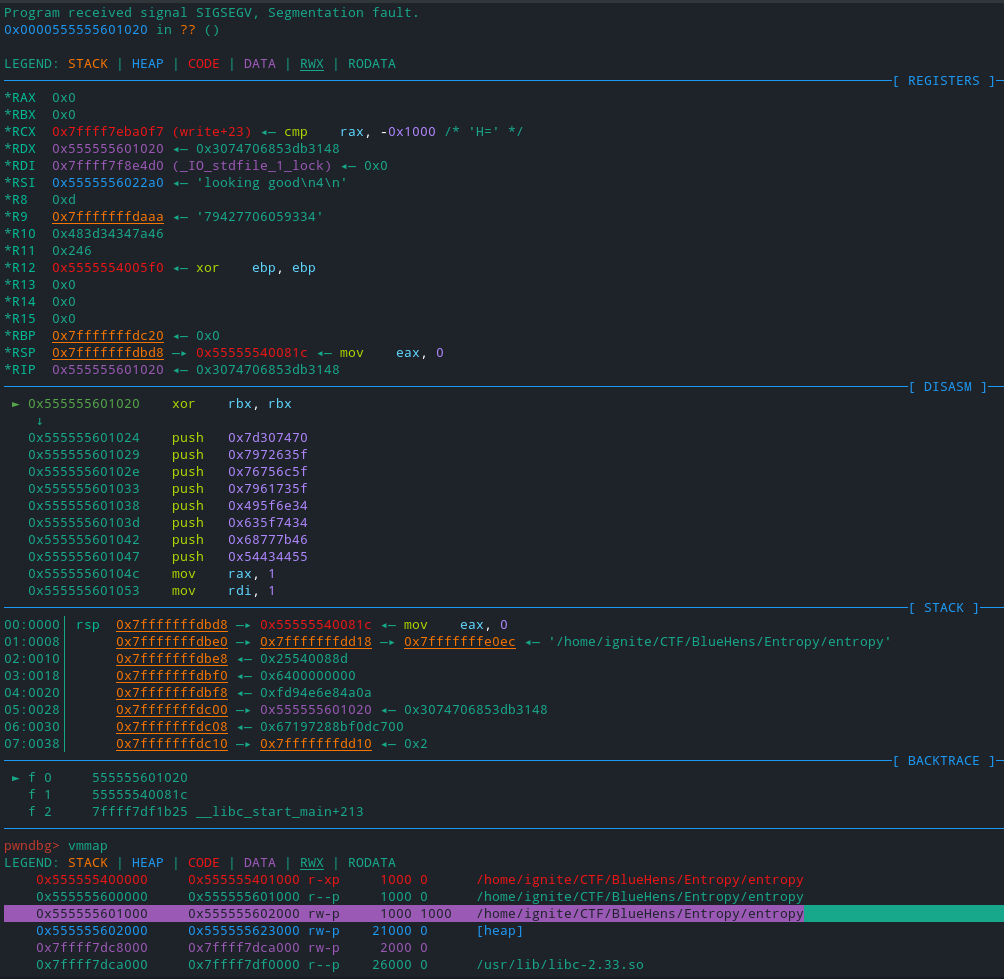 Program received signal SIGSEGV, Segmentation fault.
0x0000555555601020 in ?? ()
LEGEND: STACK | HEAP | CODE | DATA | RWX | RODATA
[ REGISTERS ]
*RAX  0x0
*RBX  0x0
*RCX  0x7ffff7eba0f7 (write+23) ◂— cmp    rax, -0x1000 /* 'H=' */
*RDX  0x555555601020 ◂— 0x3074706853db3148
*RDI  0x7ffff7f8e4d0 (_IO_stdfile_1_lock) ◂— 0x0
*RSI  0x5555556022a0 ◂— 'looking good\n4\n'
*R8   0xd
*R9   0x7fffffffdaaa ◂— '79427706059334'
*R10  0x483d34347a46
*R11  0x246
*R12  0x5555554005f0 ◂— xor    ebp, ebp
*R13  0x0
*R14  0x0
*R15  0x0
*RBP  0x7fffffffdc20 ◂— 0x0
*RSP  0x7fffffffdbd8 —▸ 0x55555540081c ◂— mov    eax, 0
*RIP  0x555555601020 ◂— 0x3074706853db3148
[ DISASM ]
► 0x555555601020    xor    rbx, rbx
↓
0x555555601024    push   0x7d307470
0x555555601029    push   0x7972635f
0x55555560102e    push   0x76756c5f
0x555555601033    push   0x7961735f
0x555555601038    push   0x495f6e34
0x55555560103d    push   0x635f7434
0x555555601042    push   0x68777b46
0x555555601047    push   0x54434455
0x55555560104c    mov    rax, 1
0x555555601053    mov    rdi, 1
[ STACK ]
00:0000│ rsp  0x7fffffffdbd8 —▸ 0x55555540081c ◂— mov    eax, 0
01:0008│      0x7fffffffdbe0 —▸ 0x7fffffffdd18 —▸ 0x7fffffffe0ec ◂— '/home/ignite/CTF/BlueHens/Entropy/entropy'
02:0010│      0x7fffffffdbe8 ◂— 0x25540088d
03:0018│      0x7fffffffdbf0 ◂— 0x6400000000
04:0020│      0x7fffffffdbf8 ◂— 0xfd94e6e84a0a
05:0028│      0x7fffffffdc00 —▸ 0x555555601020 ◂— 0x3074706853db3148
06:0030│      0x7fffffffdc08 ◂— 0x67197288bf0dc700
07:0038│      0x7fffffffdc10 —▸ 0x7fffffffdd10 ◂— 0x2
[ BACKTRACE ]
► f 0     555555601020
f 1     55555540081c
f 2     7ffff7df1b25 __libc_start_main+213
pwndbg> vmmap
LEGEND: STACK | HEAP | CODE | DATA | RWX | RODATA
0x555555400000     0x555555401000 r-xp     1000 0      /home/ignite/CTF/BlueHens/Entropy/entropy
0x555555600000     0x555555601000 r--p     1000 0      /home/ignite/CTF/BlueHens/Entropy/entropy
0x555555601000     0x555555602000 rw-p     1000 1000   /home/ignite/CTF/BlueHens/Entropy/entropy
0x555555602000     0x555555623000 rw-p    21000 0      [heap]
0x7ffff7dc8000     0x7ffff7dca000 rw-p     2000 0
0x7ffff7dca000     0x7ffff7df0000 r--p    26000 0      /usr/lib/libc-2.33.so